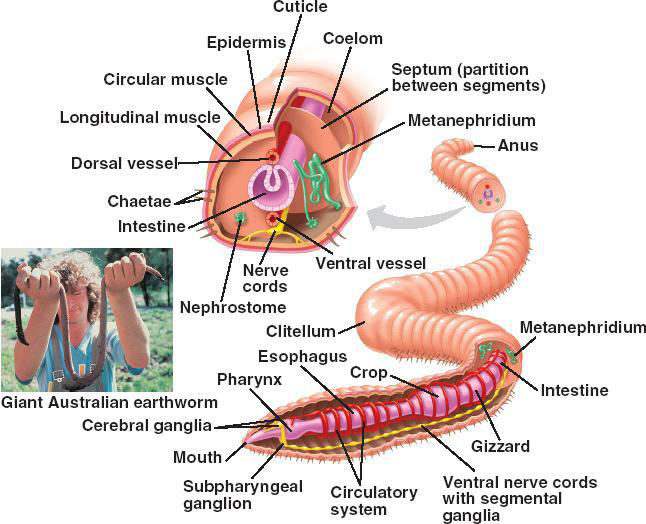 Cuticle
Epidermis
Coelom
Circular muscle
Septum (partition
between segments)
Longitudinal muscle
Metanephridium
Dorsal vessel
Anus
Chaetae
Intestine
Nerve
cords
Ventral vessel
Nephrostome
Clitellum
Metanephridium
Esophagus
Pharynx
Crop
Intestine
Giant Australian earthworm
Cerebral ganglia
Mouth
Gizzard
Subpharyngeal
ganglion
Circulatory
system
Ventral nerve cords
with segmental
ganglia